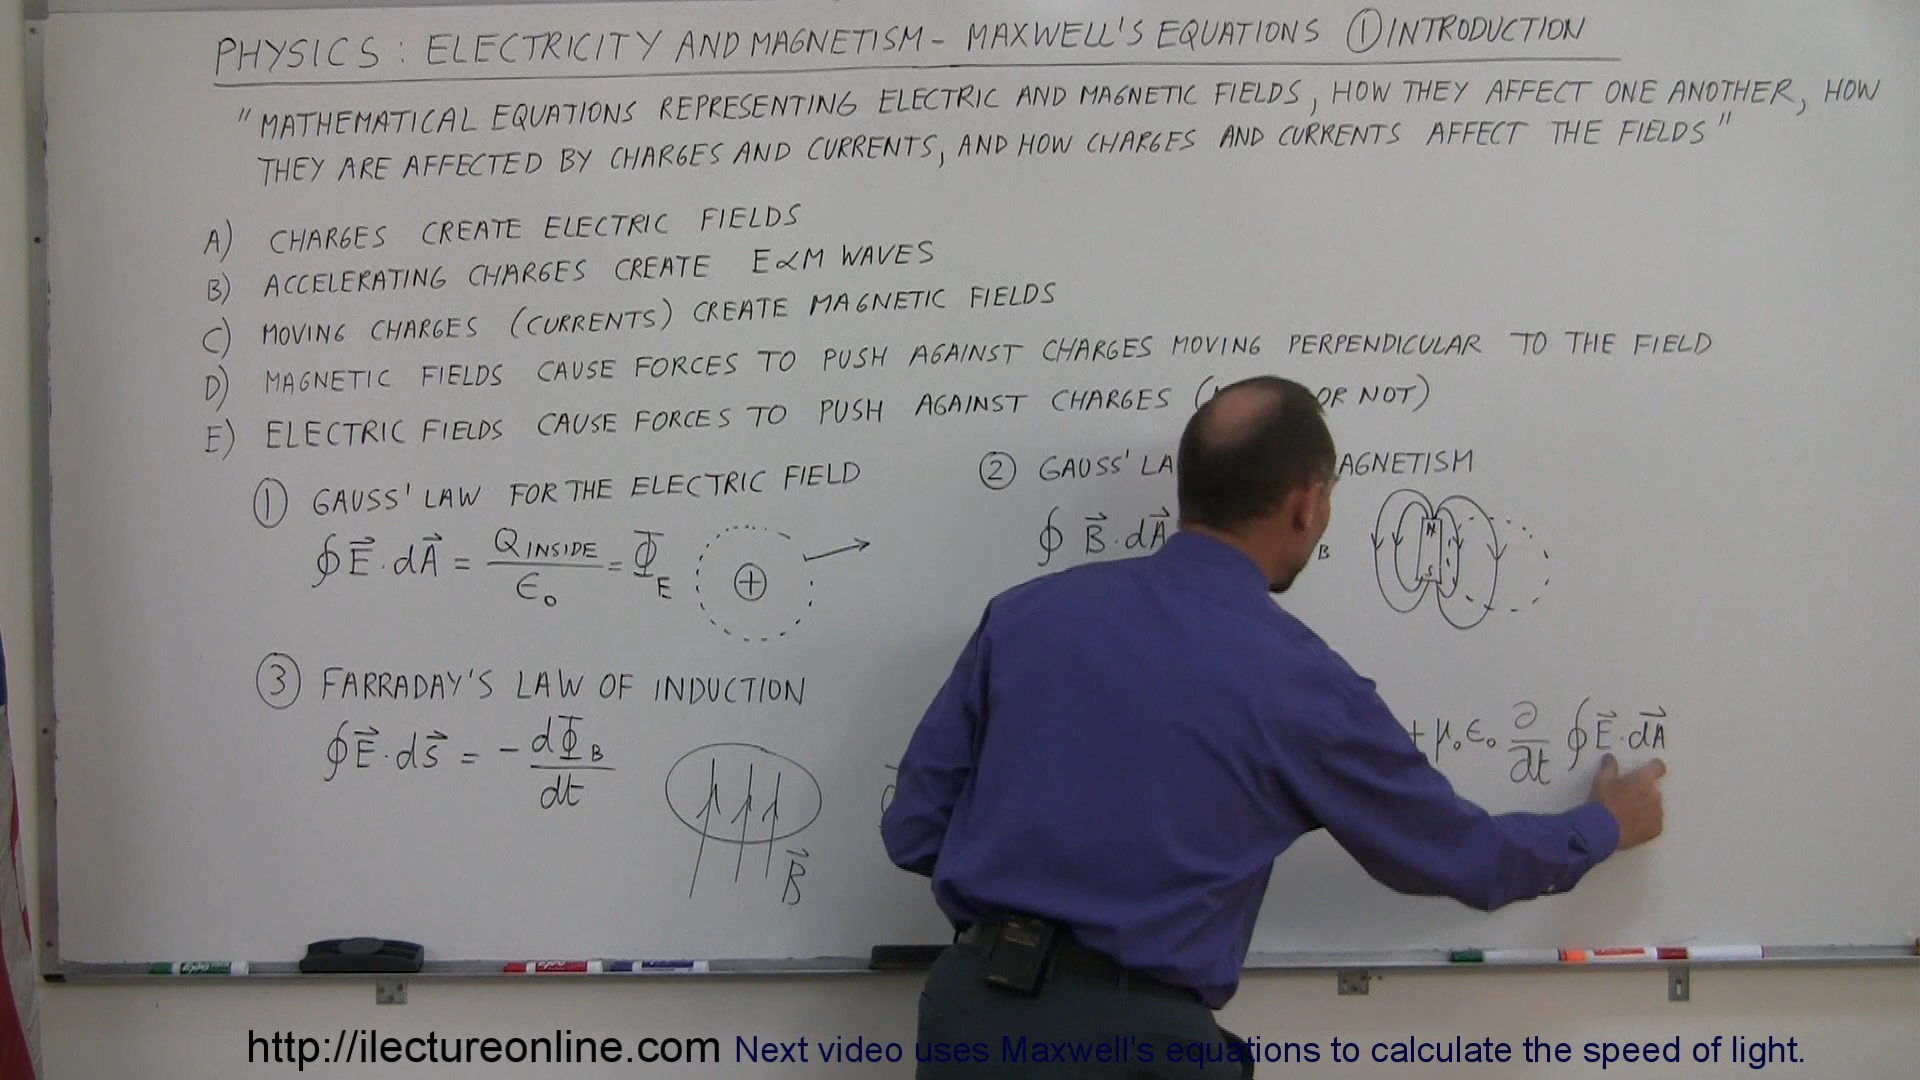 PHYSICS : ELECTRICITY AND MAGNETISM - MAXWELL'S EQUATIONS ① INTRODUCTION
"MATHEMATICAL EQUATIONS REPRESENTING ELECTRIC AND MAGNETIC FIELDS, HOW THEY AFFECT ONE ANOTHER, HOW
THEY ARE AFFECTED BY CHARGES AND CURRENTS, AND HOW CHARGES AND CURRENTS AFFECT THE FIELDS"
A) CHARGES CREATE ELECTRIC FIELDS
B) ACCELERATING CHARGES CREATE E&M WAVES
C) MOVING CHARGES (CURRENTS) CREATE MAGNETIC FIELDS
D) MAGNETIC FIELDS CAUSE FORCES TO PUSH AGAINST CHARGES MOVING PERPENDICULAR TO THE FIELD
E) ELECTRIC FIELDS CAUSE FORCES TO PUSH AGAINST CHARGES ( OR NOT)
① GAUSS' LAW FOR THE ELECTRIC FIELD
∮ E⃗ · dA⃗ = Q INSIDE / ε₀ = Φ_E
+
② GAUSS' LA AGNETISM
∮ B⃗ · dA⃗
B
N
S
③ FARRADAY'S LAW OF INDUCTION
∮ E⃗ · ds⃗ = - dΦ_B / dt
B⃗
+ μ₀ε₀ ∂/∂t ∮ E⃗ · dA⃗
http://ilectureonline.com Next video uses Maxwell's equations to calculate the speed of light.